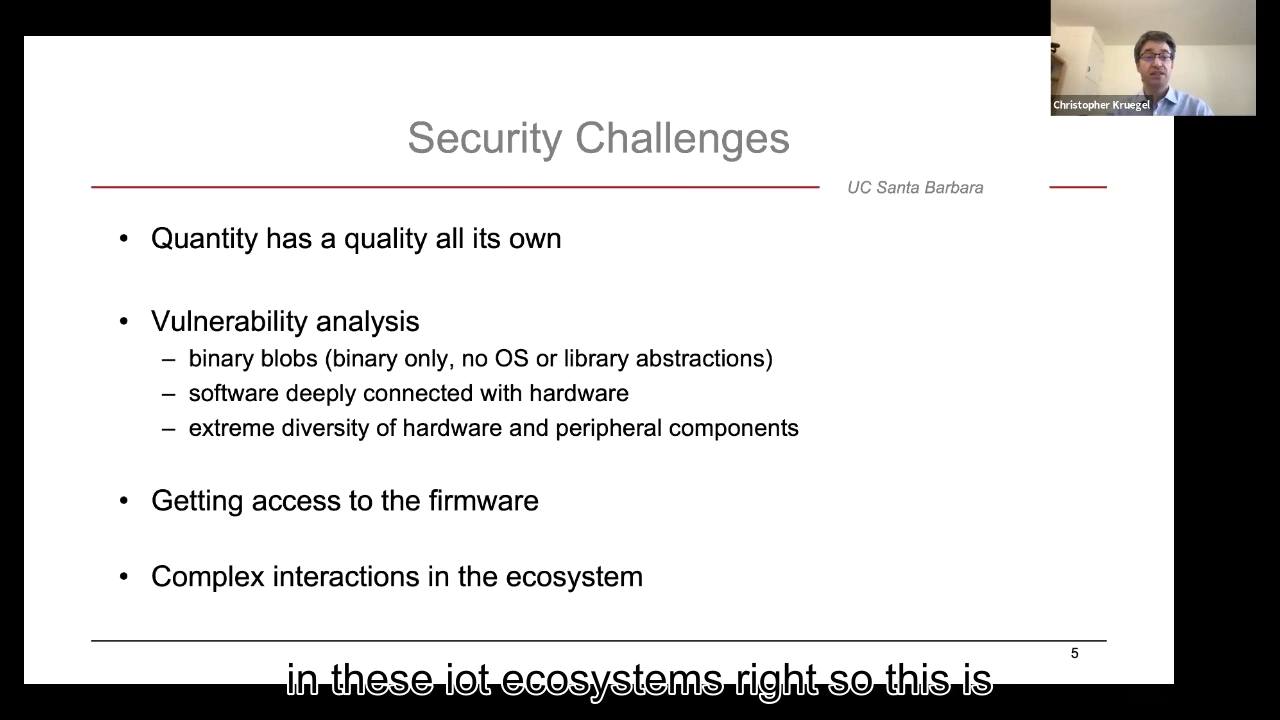 Christopher Kruegel
Security Challenges
UC Santa Barbara
• Quantity has a quality all its own
• Vulnerability analysis
– binary blobs (binary only, no OS or library abstractions)
– software deeply connected with hardware
– extreme diversity of hardware and peripheral components
• Getting access to the firmware
• Complex interactions in the ecosystem
5
in these iot ecosystems right so this is